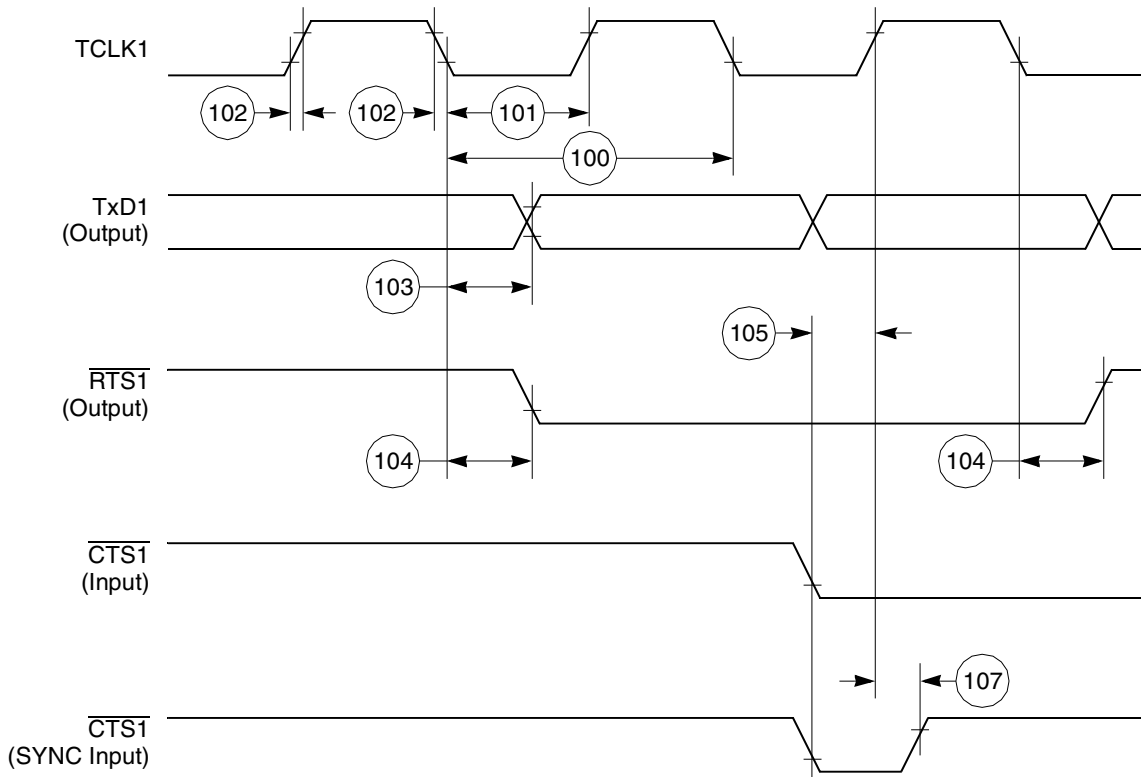 TCLK1
102
102
101
100
TxD1
(Output)
103
105
RTS1
(Output)
104
104
CTS1
(Input)
107
CTS1
(SYNC Input)